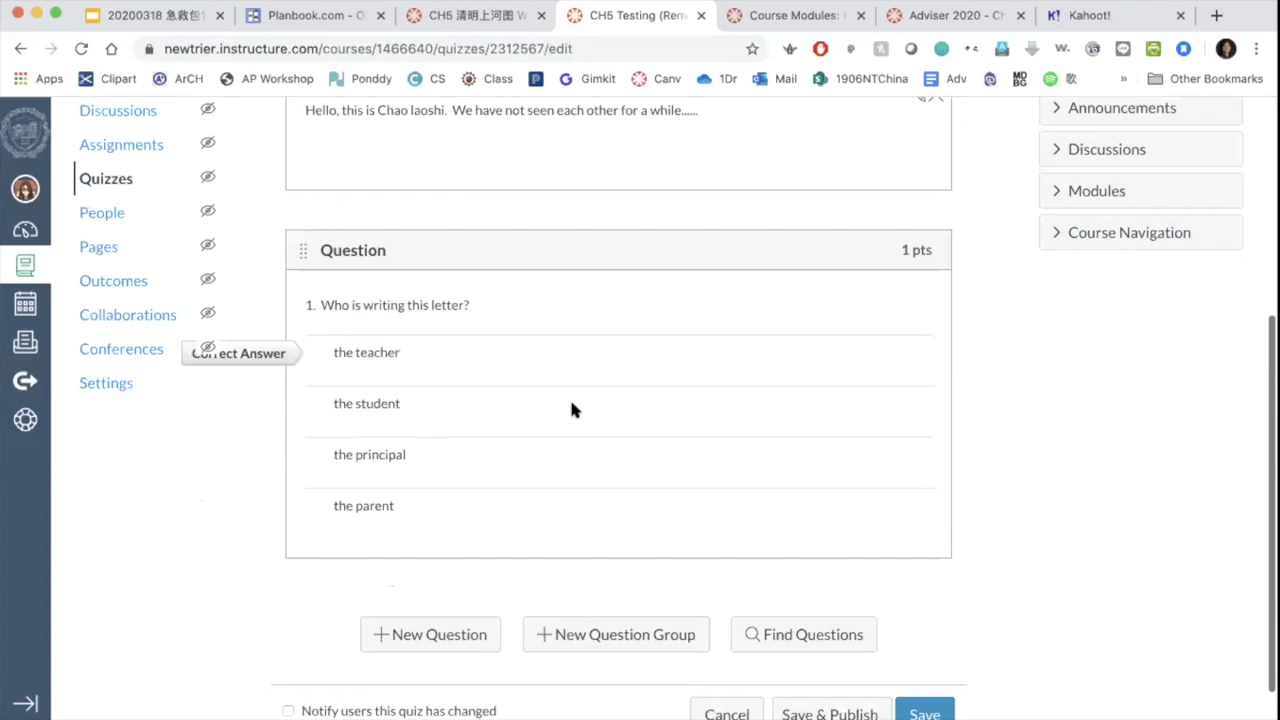 20200318 急救包
Planbook.com - O
CH5 清明上河图 W
CH5 Testing (Rem
Course Modules:
Adviser 2020 - Ch
Kahoot!
newtrier.instructure.com/courses/1466640/quizzes/2312567/edit
Apps Clipart ArCH AP Workshop Ponddy CS Class Gimkit Canv 1Dr Mail 1906NTChina Adv MD BG 歌 » Other Bookmarks
Discussions
Assignments
Quizzes
People
Pages
Outcomes
Collaborations
Conferences
Settings
Hello, this is Chao laoshi. We have not seen each other for a while......
Question 1 pts
1. Who is writing this letter?
Correct Answer
the teacher
the student
the principal
the parent
+ New Question
+ New Question Group
Find Questions
Notify users this quiz has changed
Cancel
Save & Publish
Save
Announcements
Discussions
Modules
Course Navigation